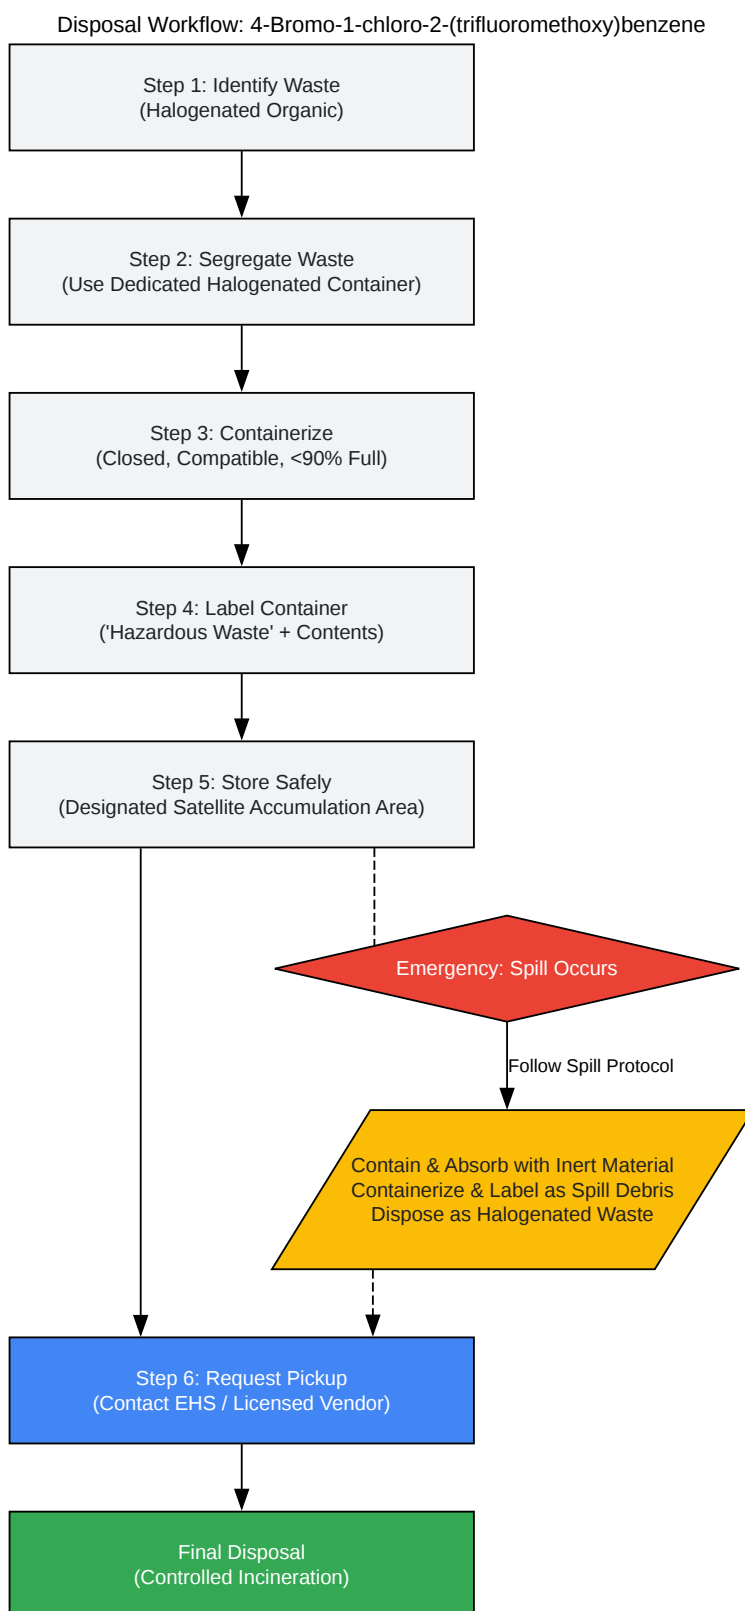 Disposal Workflow: 4-Bromo-1-chloro-2-(trifluoromethoxy)benzene
Step 1: Identify Waste
(Halogenated Organic)
Step 2: Segregate Waste
(Use Dedicated Halogenated Container)
Step 3: Containerize
(Closed, Compatible, <90% Full)
Step 4: Label Container
('Hazardous Waste' + Contents)
Step 5: Store Safely
(Designated Satellite Accumulation Area)
Emergency: Spill Occurs
Follow Spill Protocol
Contain & Absorb with Inert Material
Containerize & Label as Spill Debris
Dispose as Halogenated Waste
Step 6: Request Pickup
(Contact EHS / Licensed Vendor)
Final Disposal
(Controlled Incineration)